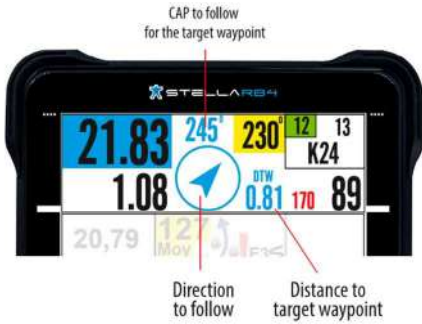 CAP to follow
for the target waypoint
STELLARB4
21.83 245° 230° 12 13
K24
1.08 DTW 0.81 170 89
20,79 127
Moy
Direction
to follow
Distance to
target waypoint